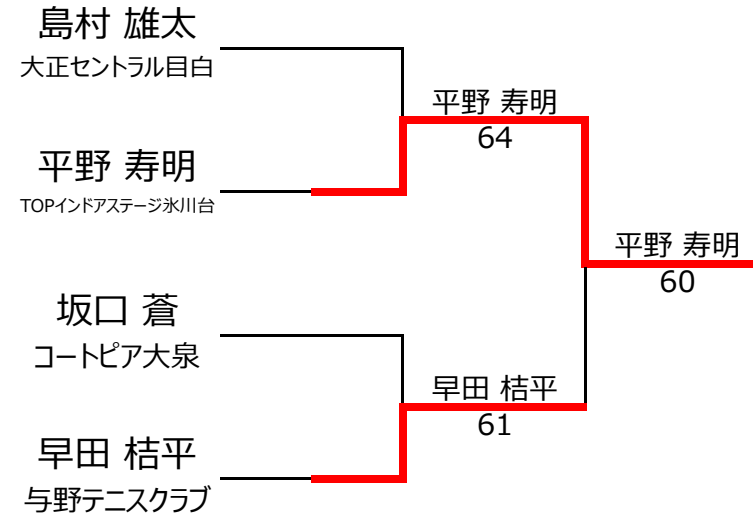 島村 雄太
大正セントラル目白
平野 寿明
64
平野 寿明
TOPインドアステージ氷川台
平野 寿明
60
坂口 蒼
コートピア大泉
早田 桔平
61
早田 桔平
与野テニスクラブ